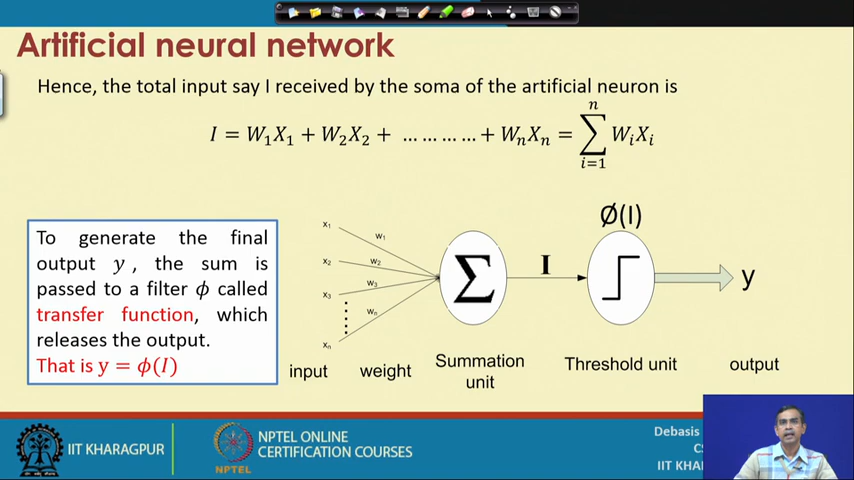 Artificial neural network
Hence, the total input say I received by the soma of the artificial neuron is
I = W₁X₁ + W₂X₂ + … … … … + WₙXₙ = ∑ⁿᵢ₌₁ WᵢXᵢ
To generate the final
output y , the sum is
passed to a filter ϕ called
transfer function, which
releases the output.
That is y = ϕ(I)
x₁
x₂
x₃
xₙ
w₁
w₂
w₃
wₙ
Σ
I
Ø(I)
y
input
weight
Summation
unit
Threshold unit
output
IIT KHARAGPUR
NPTEL
NPTEL ONLINE
CERTIFICATION COURSES
Debasis
IIT KHA